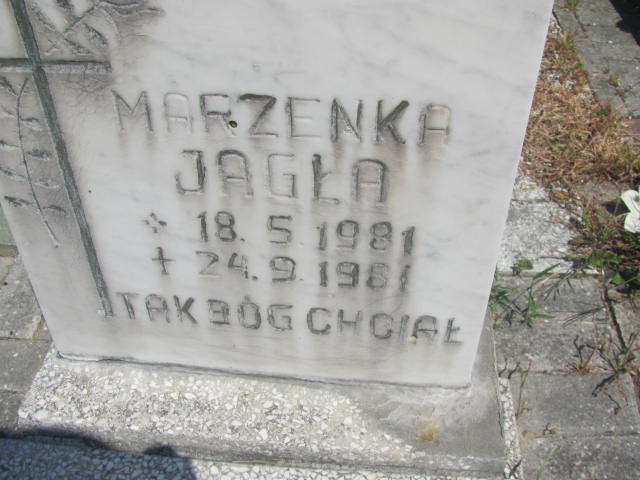 MARZENKA
JAGŁA
* 18. 5. 1981
+ 24. 9. 1981
TAK BÓG CHCIAŁ